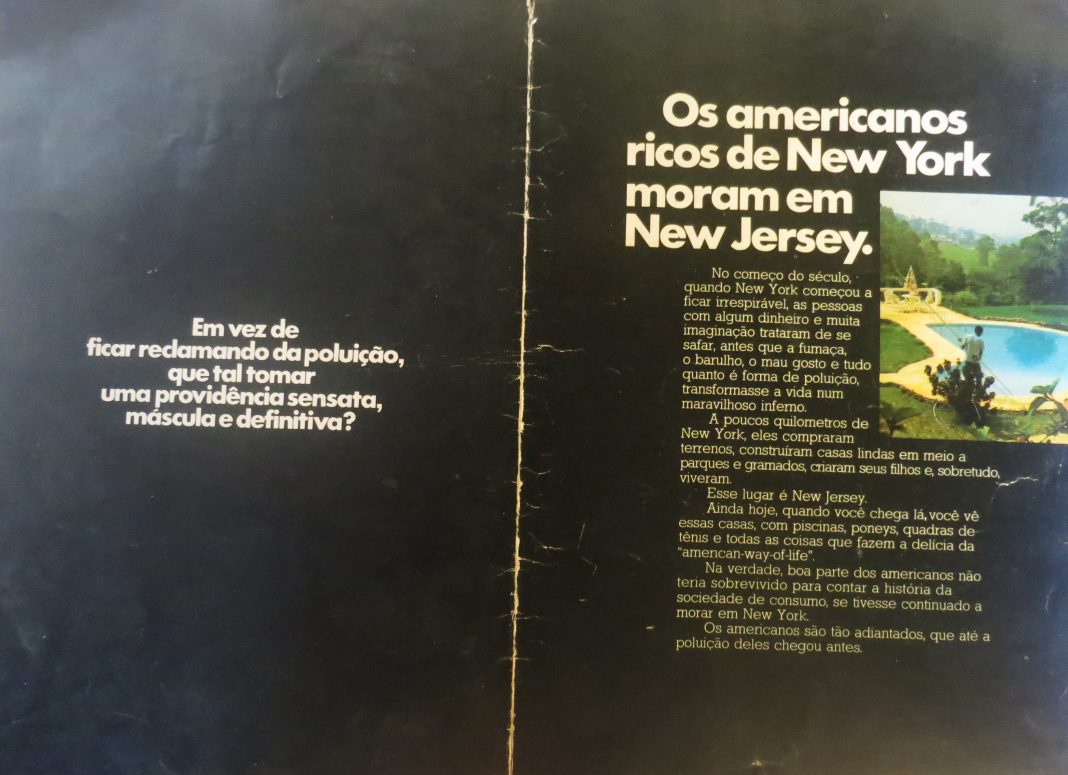 Em vez de
ficar reclamando da poluição,
que tal tomar
uma providência sensata,
máscula e definitiva?
Os americanos
ricos de New York
moram em
New Jersey.
No começo do século,
quando New York começou a
ficar irrespirável, as pessoas
com algum dinheiro e muita
imaginação trataram de se
safar, antes que a fumaça,
o barulho, o mau gosto e tudo
quanto é forma de poluição,
transformasse a vida num
maravilhoso inferno.
A poucos quilometros de
New York, eles compraram
terrenos, construíram casas lindas em meio a
parques e gramados, criaram seus filhos e, sobretudo,
viveram.
Esse lugar é New Jersey.
Ainda hoje, quando você chega lá, você vê
essas casas, com piscinas, poneys, quadras de
tênis e todas as coisas que fazem a delícia da
"american-way-of-life".
Na verdade, boa parte dos americanos não
teria sobrevivido para contar a história da
sociedade de consumo, se tivesse continuado a
morar em New York.
Os americanos são tão adiantados, que até a
poluição deles chegou antes.